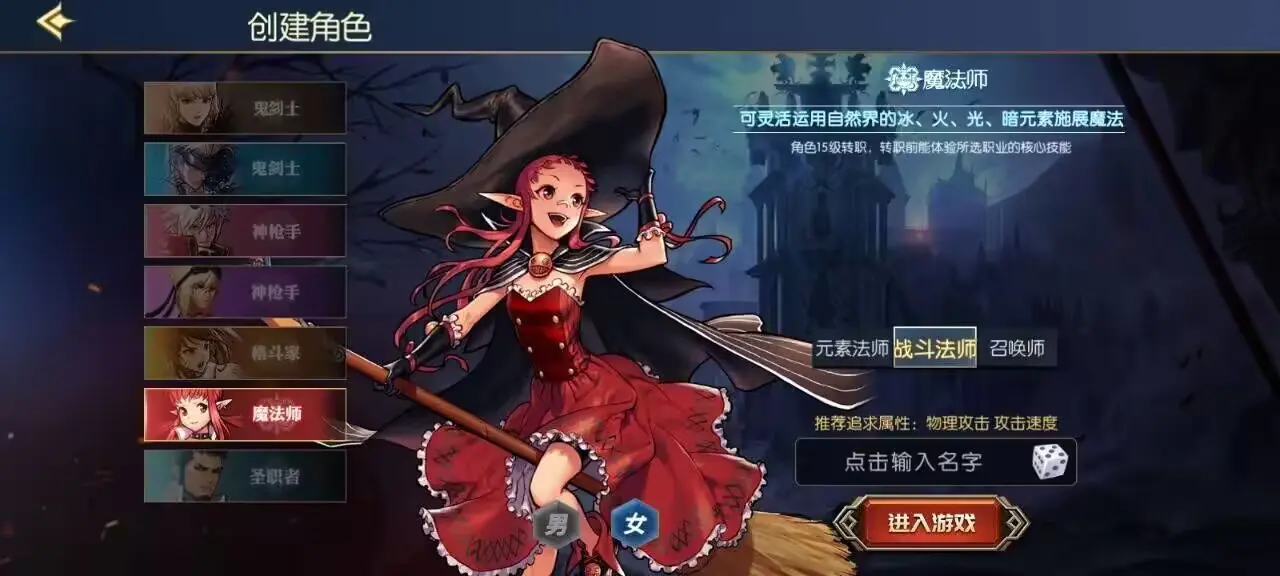 创建角色
鬼剑士
鬼剑士
神枪手
神枪手
格斗家
魔法师
圣职者
魔法师
可灵活运用自然界的冰、火、光、暗元素施展魔法
角色15级转职，转职前能体验所选职业的核心技能
元素法师 战斗法师 召唤师
推荐追求属性：物理攻击 攻击速度
点击输入名字
男 女
进入游戏